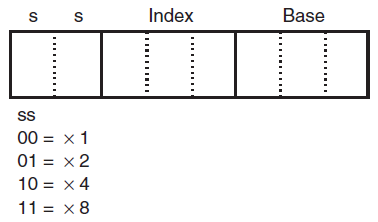 s s Index Base
ss
00 = × 1
01 = × 2
10 = × 4
11 = × 8